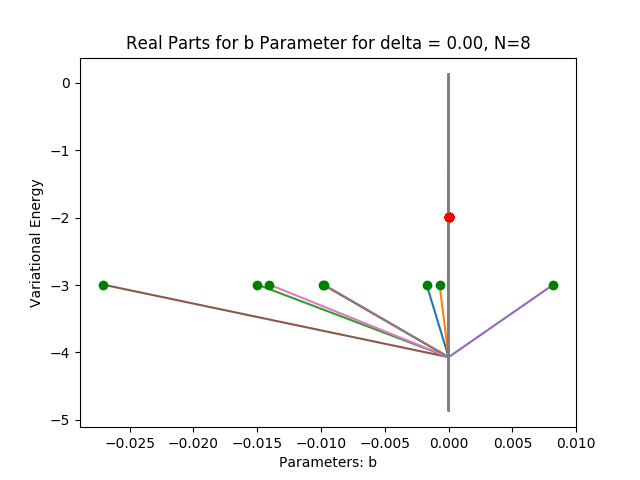 Real Parts for b Parameter for delta = 0.00, N=8
0
−1
−2
−3
−4
−5
Variational Energy
−0.025 −0.020 −0.015 −0.010 −0.005 0.000 0.005 0.010
Parameters: b